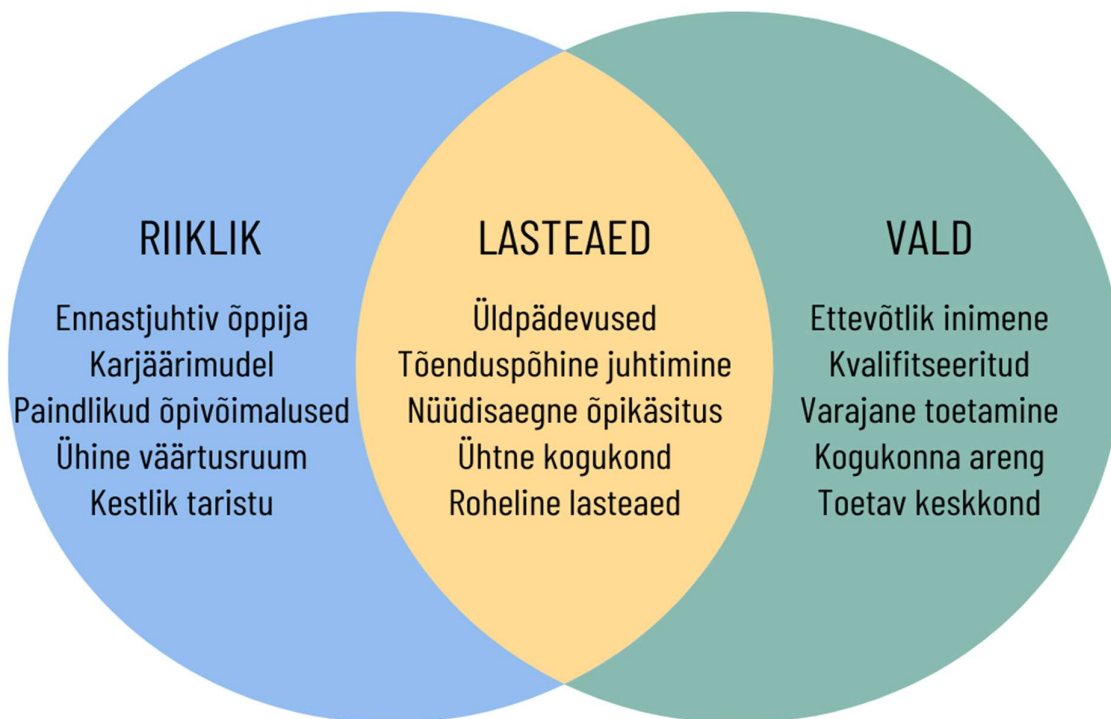 RIIKLIK
Ennastjuhtiv õppija
Karjäärimudel
Paindlikud õpivõimalused
Ühine väärtusruum
Kestlik taristu
LASTEAED
Üldpädevused
Tõenduspõhine juhtimine
Nüüdisaegne õpikäsitus
Ühtne kogukond
Roheline lasteaed
VALD
Ettevõtlik inimene
Kvalifitseeritud
Varajane toetamine
Kogukonna areng
Toetav keskkond